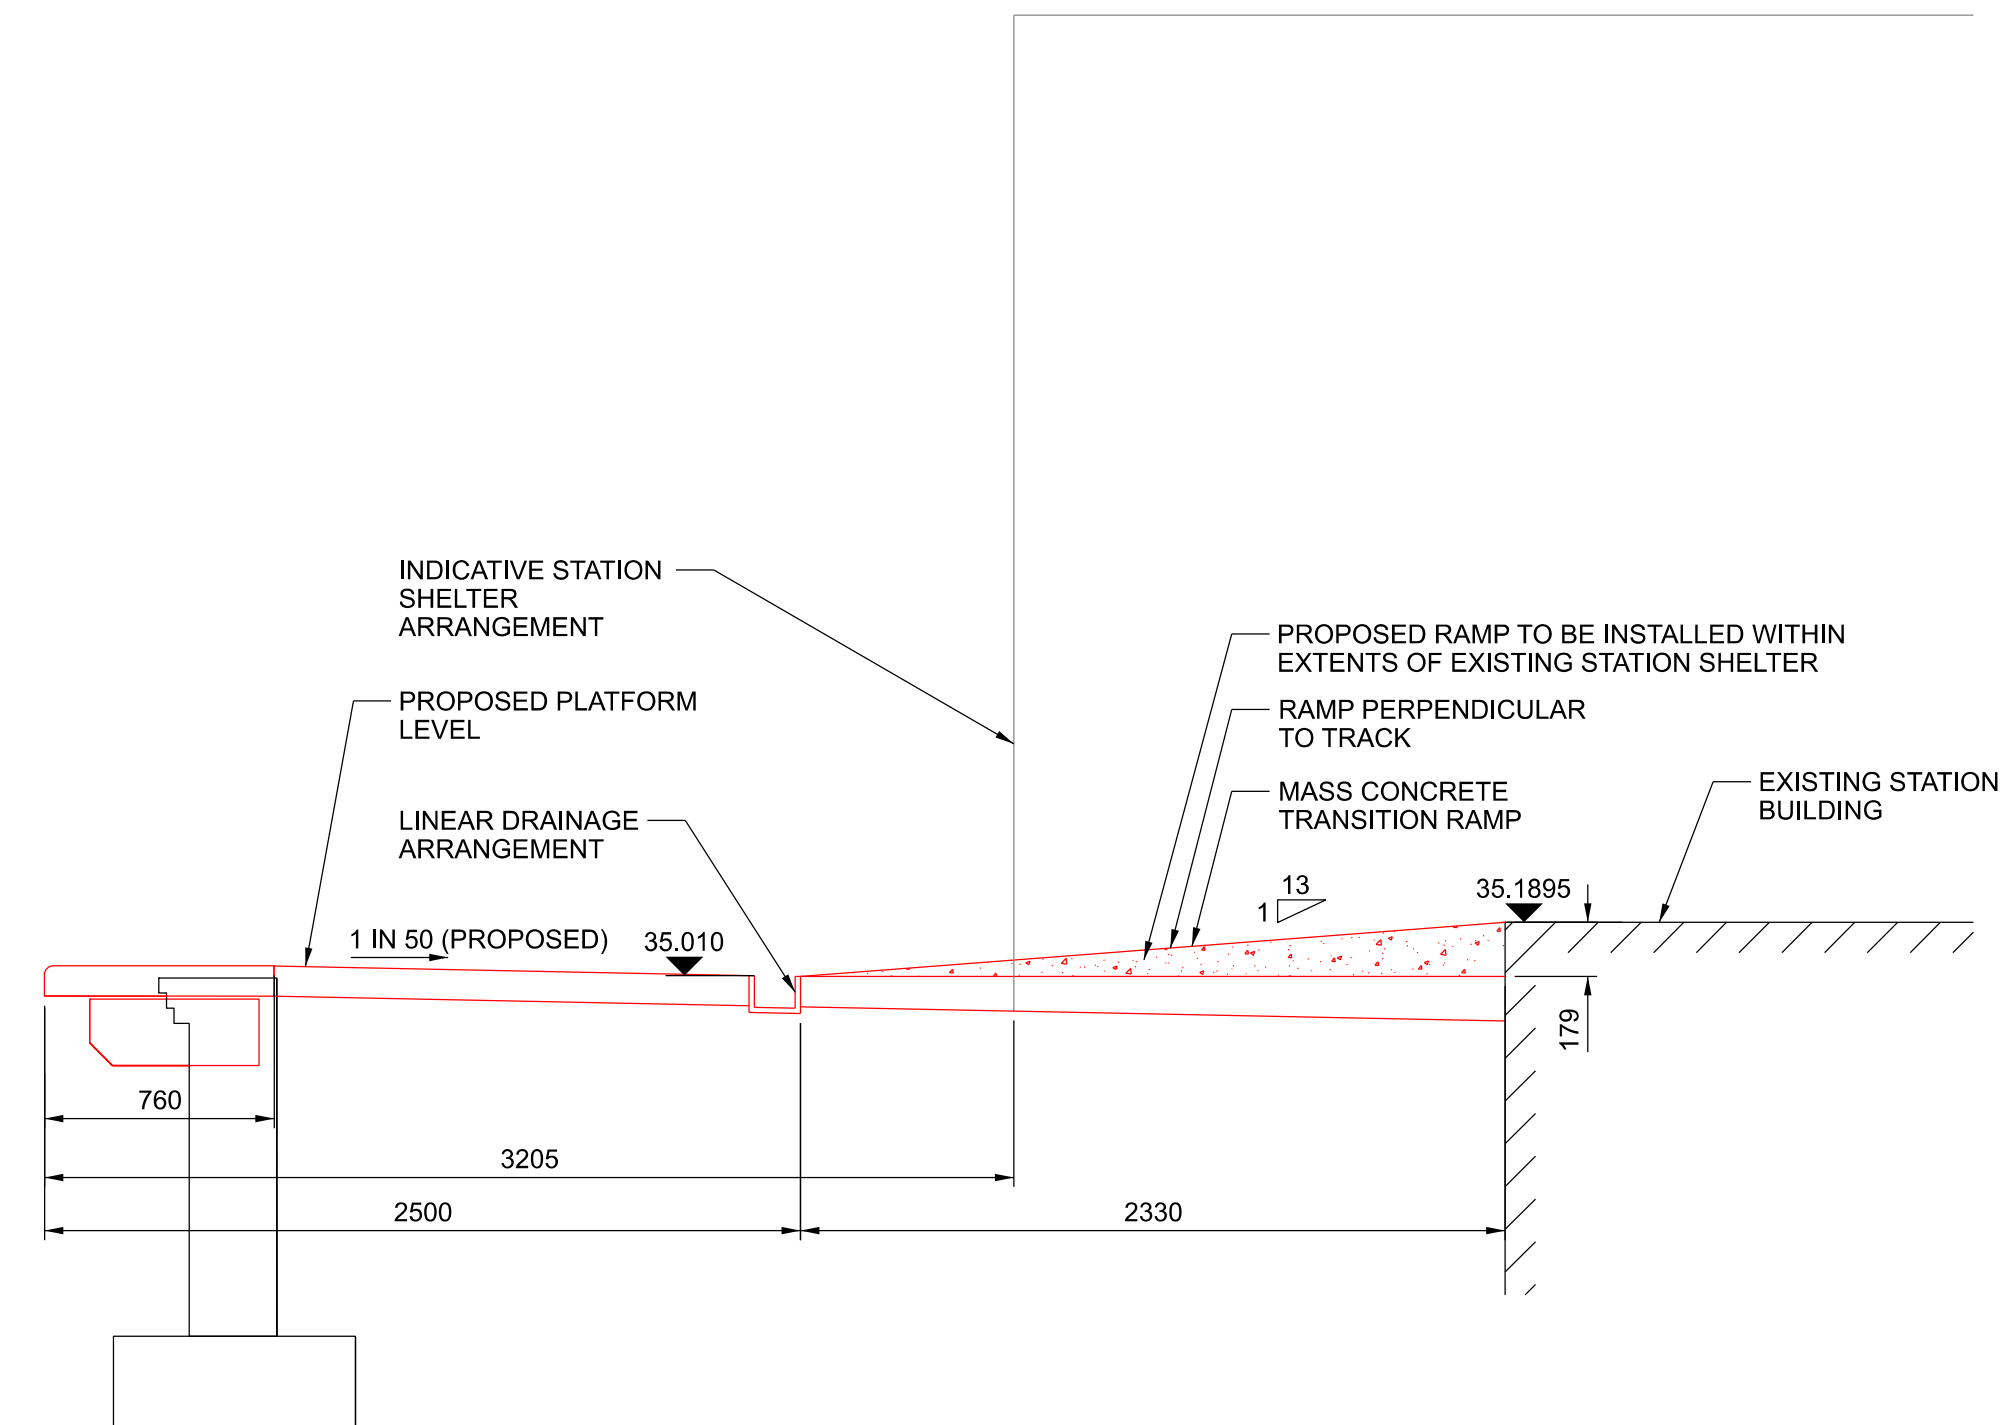 INDICATIVE STATION
SHELTER
ARRANGEMENT
PROPOSED RAMP TO BE INSTALLED WITHIN
EXTENTS OF EXISTING STATION SHELTER
PROPOSED PLATFORM
LEVEL
RAMP PERPENDICULAR
TO TRACK
EXISTING STATION
BUILDING
MASS CONCRETE
TRANSITION RAMP
LINEAR DRAINAGE
ARRANGEMENT
13
1
35.1895
1 IN 50 (PROPOSED)
35.010
179
760
3205
2500
2330